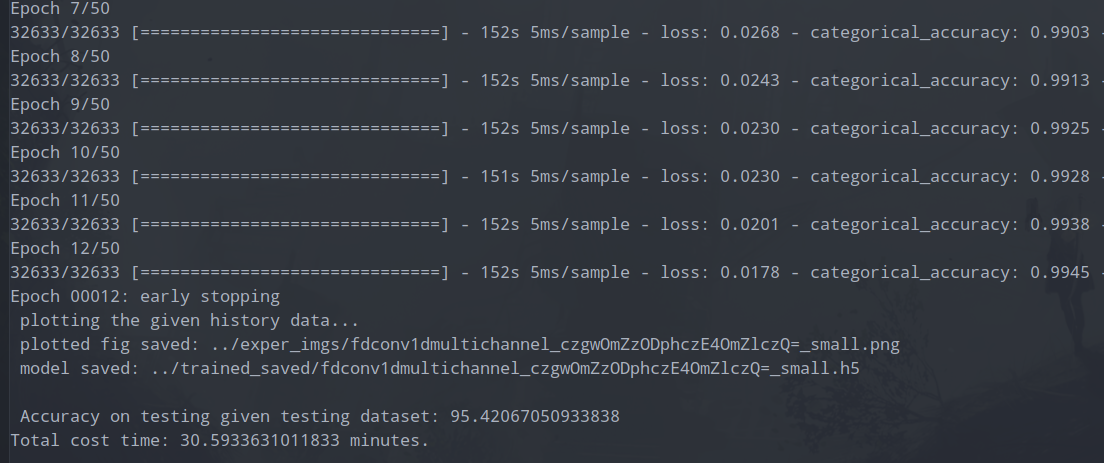 Epoch 7/50
32633/32633 [==============================] - 152s 5ms/sample - loss: 0.0268 - categorical_accuracy: 0.9903 -
Epoch 8/50
32633/32633 [==============================] - 152s 5ms/sample - loss: 0.0243 - categorical_accuracy: 0.9913 -
Epoch 9/50
32633/32633 [==============================] - 152s 5ms/sample - loss: 0.0230 - categorical_accuracy: 0.9925 -
Epoch 10/50
32633/32633 [==============================] - 151s 5ms/sample - loss: 0.0230 - categorical_accuracy: 0.9928 -
Epoch 11/50
32633/32633 [==============================] - 152s 5ms/sample - loss: 0.0201 - categorical_accuracy: 0.9938 -
Epoch 12/50
32633/32633 [==============================] - 152s 5ms/sample - loss: 0.0178 - categorical_accuracy: 0.9945 -
Epoch 00012: early stopping
 plotting the given history data...
 plotted fig saved: ../exper_imgs/fdconv1dmultichannel_czgwOmZzODphczE4OmZlczQ=_small.png
 model saved: ../trained_saved/fdconv1dmultichannel_czgwOmZzODphczE4OmZlczQ=_small.h5

 Accuracy on testing given testing dataset: 95.42067050933838
Total cost time: 30.5933631011833 minutes.